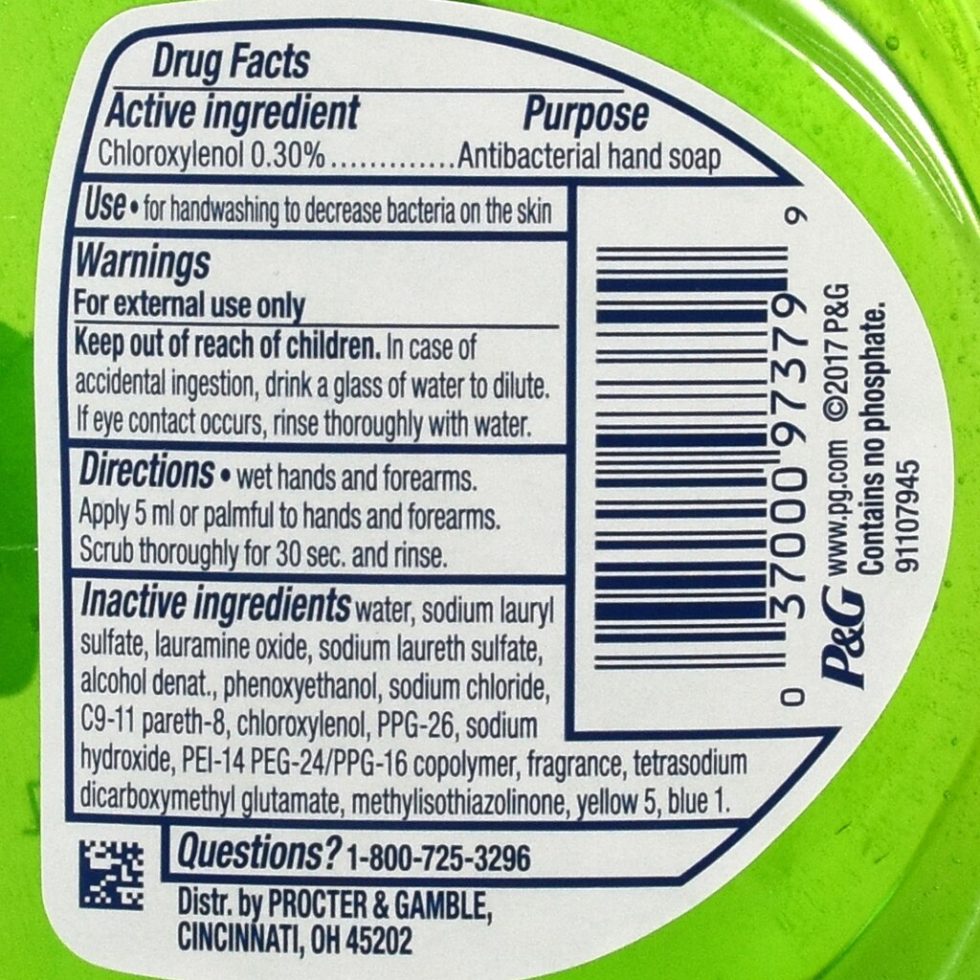 Drug Facts
Active ingredient Purpose
Chloroxylenol 0.30%.............Antibacterial hand soap
Use • for handwashing to decrease bacteria on the skin
Warnings
For external use only
Keep out of reach of children. In case of
accidental ingestion, drink a glass of water to dilute.
If eye contact occurs, rinse thoroughly with water.
Directions • wet hands and forearms.
Apply 5 ml or palmful to hands and forearms.
Scrub thoroughly for 30 sec. and rinse.
Inactive ingredients water, sodium lauryl
sulfate, lauramine oxide, sodium laureth sulfate,
alcohol denat., phenoxyethanol, sodium chloride,
C9-11 pareth-8, chloroxylenol, PPG-26, sodium
hydroxide, PEI-14 PEG-24/PPG-16 copolymer, fragrance, tetrasodium
dicarboxymethyl glutamate, methylisothiazolinone, yellow 5, blue 1.
Questions? 1-800-725-3296
Distr. by PROCTER & GAMBLE,
CINCINNATI, OH 45202
0 37000 97379 9
P&G www.pg.com ©2017 P&G
Contains no phosphate.
91107945